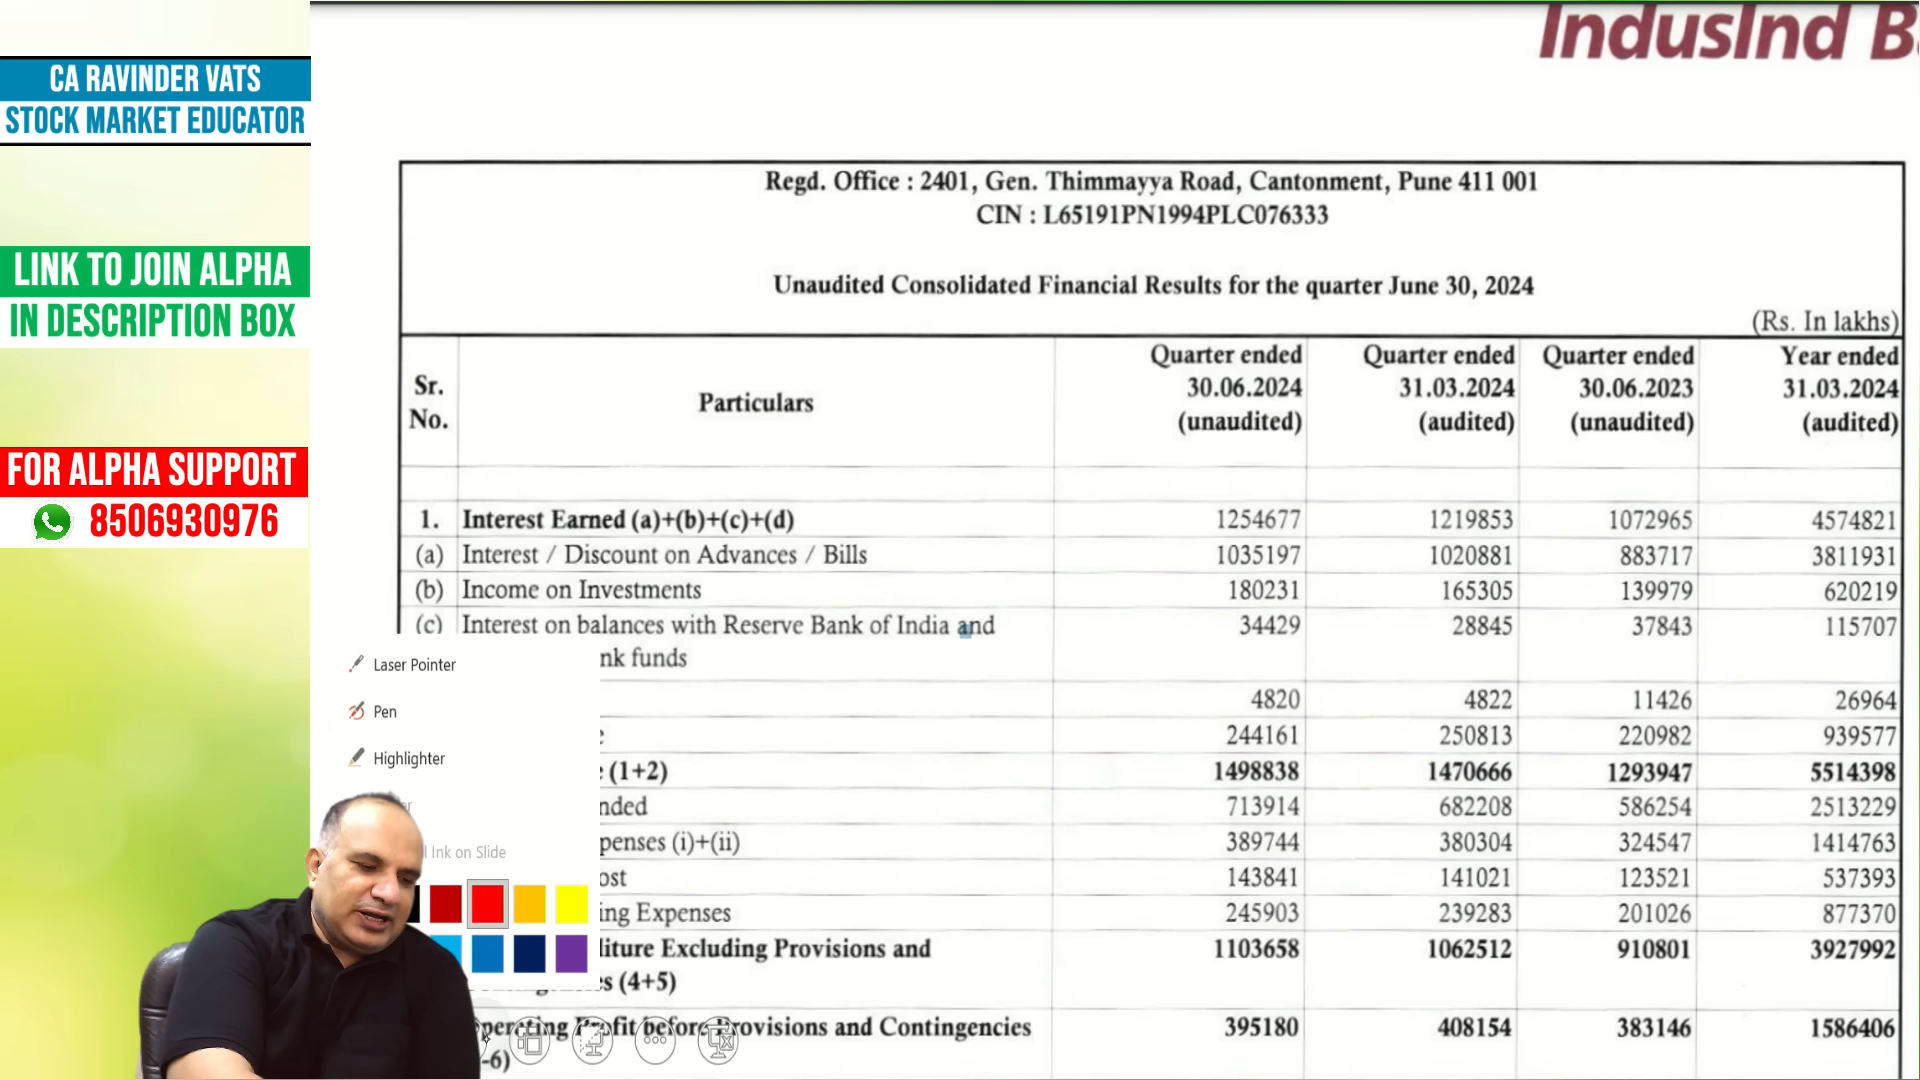 IndusInd B
CA RAVINDER VATS
STOCK MARKET EDUCATOR
LINK TO JOIN ALPHA
IN DESCRIPTION BOX
FOR ALPHA SUPPORT
8506930976
Regd. Office : 2401, Gen. Thimmayya Road, Cantonment, Pune 411 001
CIN : L65191PN1994PLC076333
Unaudited Consolidated Financial Results for the quarter June 30, 2024
(Rs. In lakhs)
Sr. No. Particulars Quarter ended 30.06.2024 (unaudited) Quarter ended 31.03.2024 (audited) Quarter ended 30.06.2023 (unaudited) Year ended 31.03.2024 (audited)
1. Interest Earned (a)+(b)+(c)+(d) 1254677 1219853 1072965 4574821
(a) Interest / Discount on Advances / Bills 1035197 1020881 883717 3811931
(b) Income on Investments 180231 165305 139979 620219
(c) Interest on balances with Reserve Bank of India and 34429 28845 37843 115707
nk funds
4820 4822 11426 26964
244161 250813 220982 939577
(1+2) 1498838 1470666 1293947 5514398
nded 713914 682208 586254 2513229
penses (i)+(ii) 389744 380304 324547 1414763
ost 143841 141021 123521 537393
ing Expenses 245903 239283 201026 877370
liture Excluding Provisions and 1103658 1062512 910801 3927992
s (4+5)
perating Profit before Provisions and Contingencies 395180 408154 383146 1586406
-6)
Laser Pointer
Pen
Highlighter
Ink on Slide